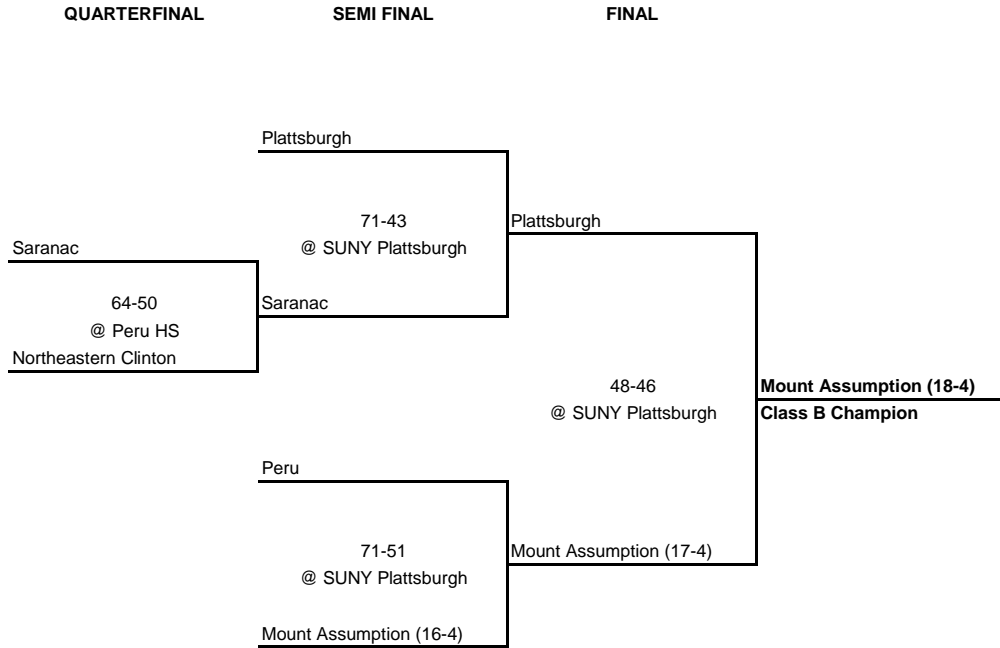 QUARTERFINAL SEMI FINAL FINAL
Plattsburgh
71-43
Plattsburgh
@ SUNY Plattsburgh
Saranac
64-50
Saranac
@ Peru HS
Northeastern Clinton
48-46
Mount Assumption (18-4)
@ SUNY Plattsburgh
Class B Champion
Peru
71-51
Mount Assumption (17-4)
@ SUNY Plattsburgh
Mount Assumption (16-4)